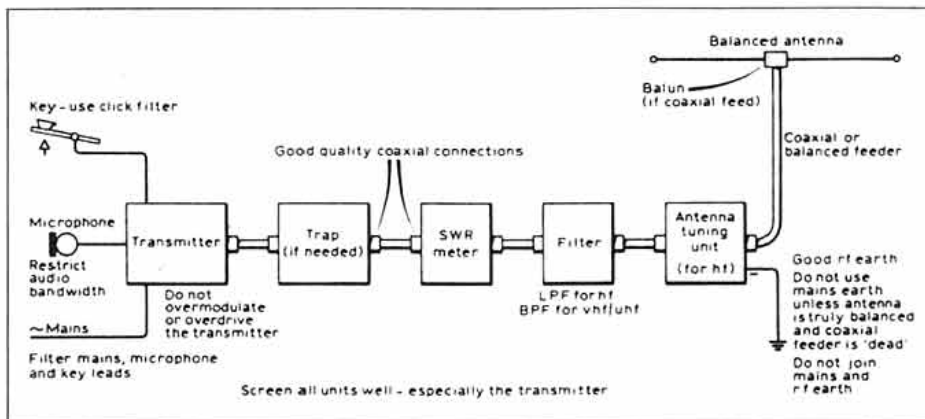 Balanced antenna
Balun
(if coaxial feed)
Key - use click filter
Coaxial or
balanced feeder
Good quality coaxial connections
Microphone
Restrict
audio
bandwidth
Transmitter
Trap
(if needed)
SWR
meter
Filter
Antenna
tuning
unit
(for hf)
Do not
overmodulate
or overdrive
the transmitter
LPF for hf
BPF for vhf/uhf
Good rf earth
Do not use
mains earth
unless antenna
is truly balanced
and coaxial
feeder is 'dead'
Do not join
mains and
rf earth
~Mains
Filter mains, microphone
and key leads
Screen all units well - especially the transmitter